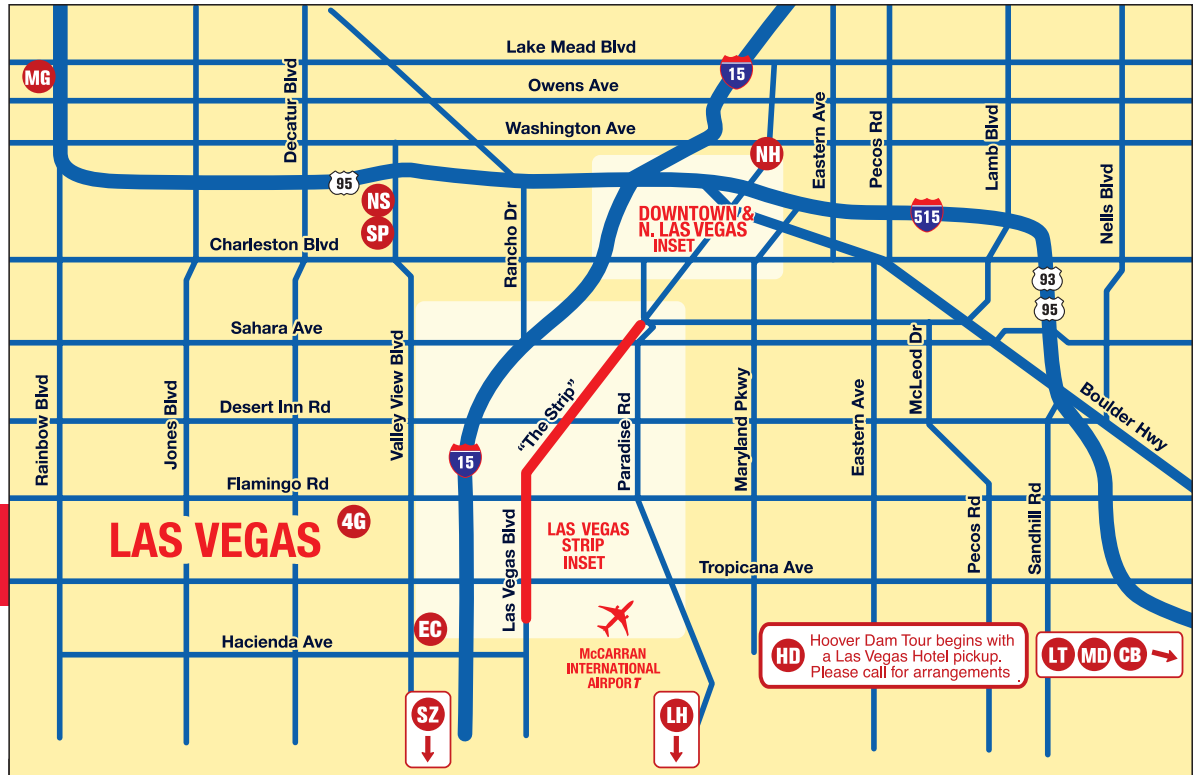 Lake Mead Blvd
15
MG
Owens Ave
Decatur Blvd
Washington Ave
Eastern Ave
Pecos Rd
Lamb Blvd
NH
95
NS
SP
Charleston Blvd
Rancho Dr
DOWNTOWN &
N. LAS VEGAS
INSET
515
Nells Blvd
93
95
Sahara Ave
Rainbow Blvd
Jones Blvd
Valley View Blvd
Desert Inn Rd
"The Strip"
Paradise Rd
Maryland Pkwy
Eastern Ave
McLeod Dr
Boulder Hwy
15
Flamingo Rd
LAS VEGAS
4G
Las Vegas Blvd
LAS VEGAS
STRIP
INSET
Tropicana Ave
Pecos Rd
Sandhill Rd
EC
Hacienda Ave
McCARRAN
INTERNATIONAL
AIRPORT
HD
Hoover Dam Tour begins with
a Las Vegas Hotel pickup.
Please call for arrangements .
LT MD CB
SZ
LH